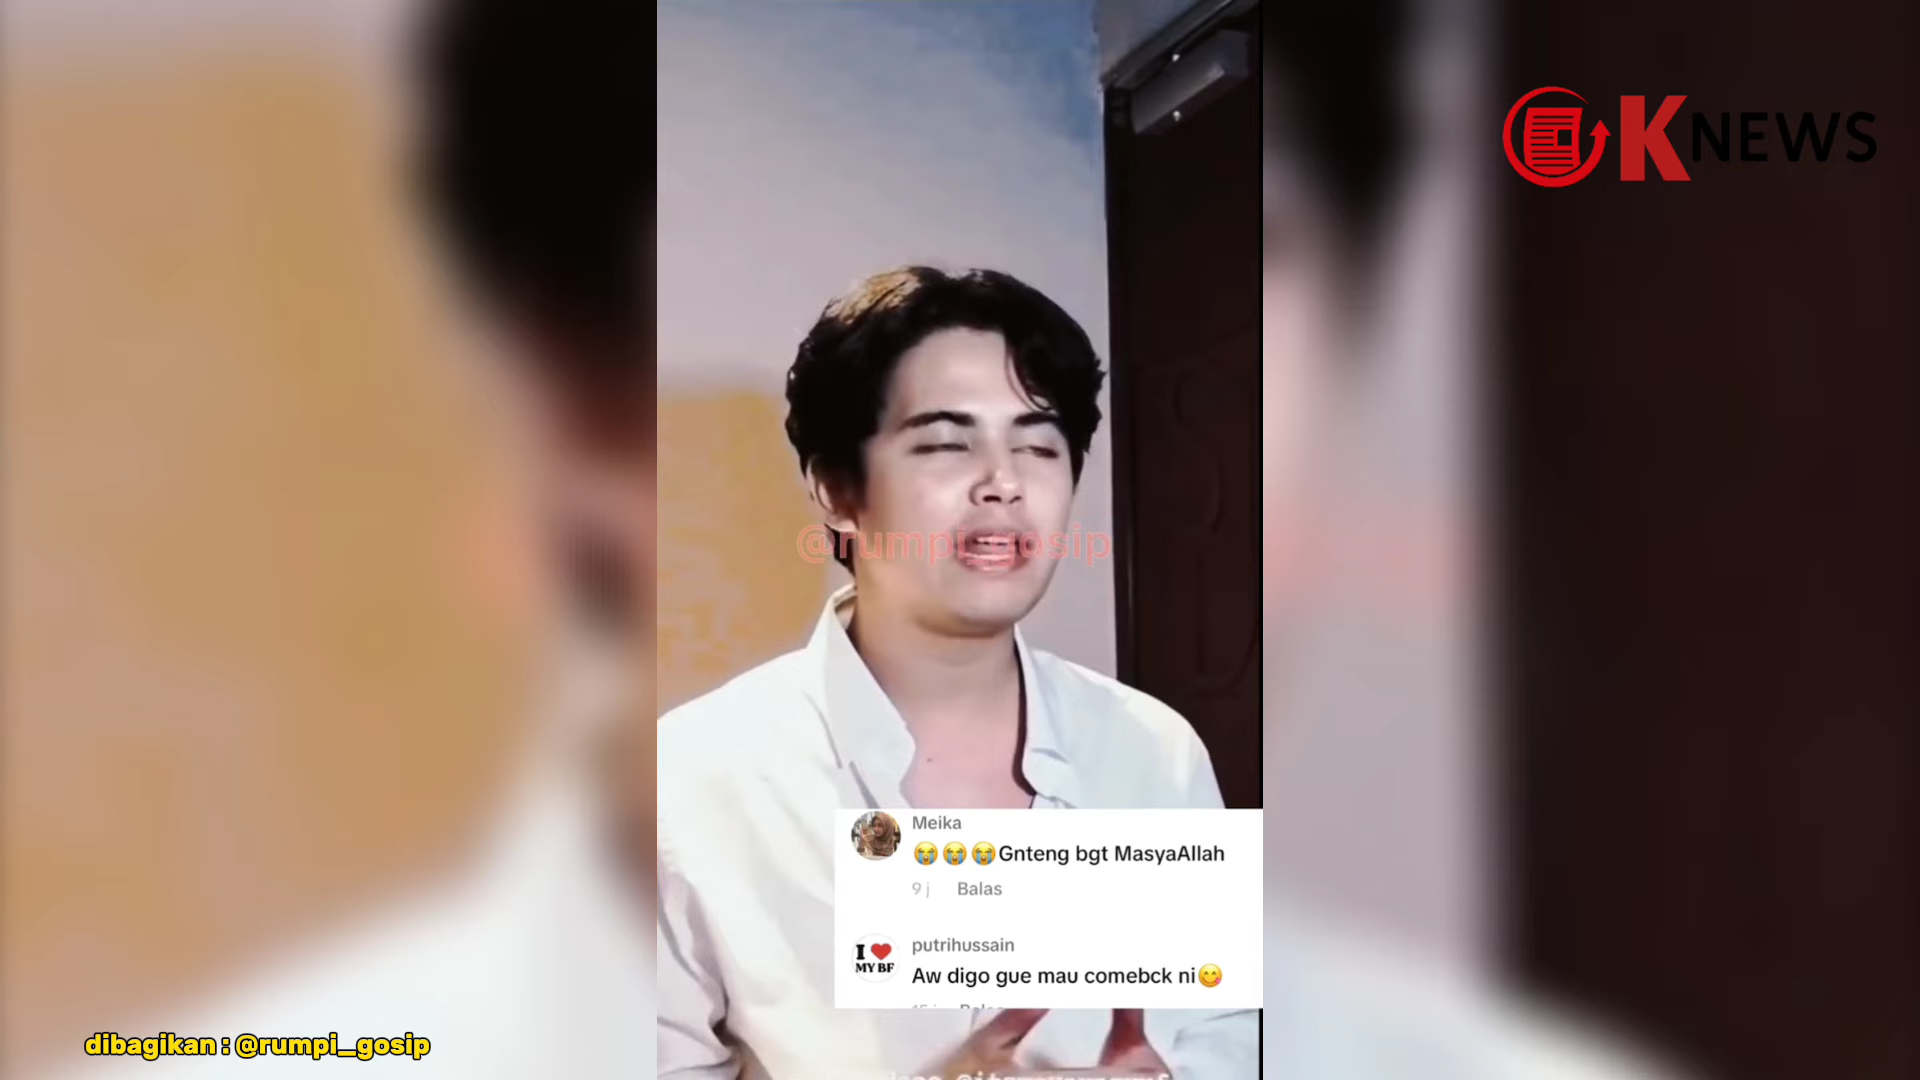 KNEWS
@rumpi_gosip
Meika
😭😭😭Gnteng bgt MasyaAllah
9 j Balas
I ❤️
MY BF
putrihussain
Aw digo gue mau comebck ni😋
Balas
dibagikan : @rumpi_gosip